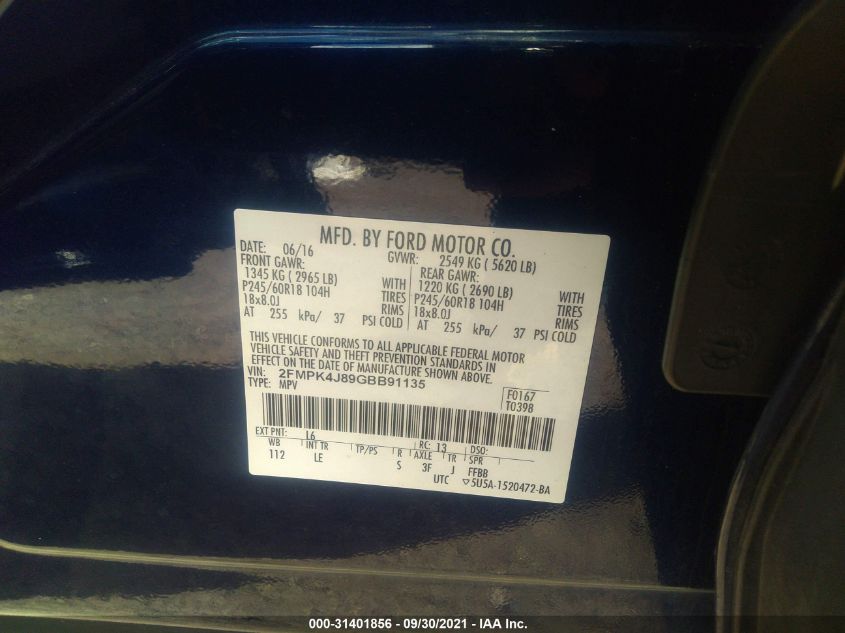 MFD. BY FORD MOTOR CO.
DATE: 06/16 GVWR: 2549 KG ( 5620 LB)
FRONT GAWR: REAR GAWR:
1345 KG ( 2965 LB) WITH 1220 KG ( 2690 LB) WITH
P245/60R18 104H TIRES P245/60R18 104H TIRES
18x8.0J RIMS 18x8.0J RIMS
AT 255 kPa/ 37 PSI COLD AT 255 kPa/ 37 PSI COLD
THIS VEHICLE CONFORMS TO ALL APPLICABLE FEDERAL MOTOR
VEHICLE SAFETY AND THEFT PREVENTION STANDARDS IN
EFFECT ON THE DATE OF MANUFACTURE SHOWN ABOVE.
VIN: 2FMPK4J89GBB91135
TYPE: MPV
F0167
T0398
EXT PNT: L6 RC: 13 DSO:
WB INT TR TP/PS R AXLE TR SPR
112 LE S 3F J FFBB
UTC ▽5U5A-1520472-BA
000-31401856 - 09/30/2021 - IAA Inc.